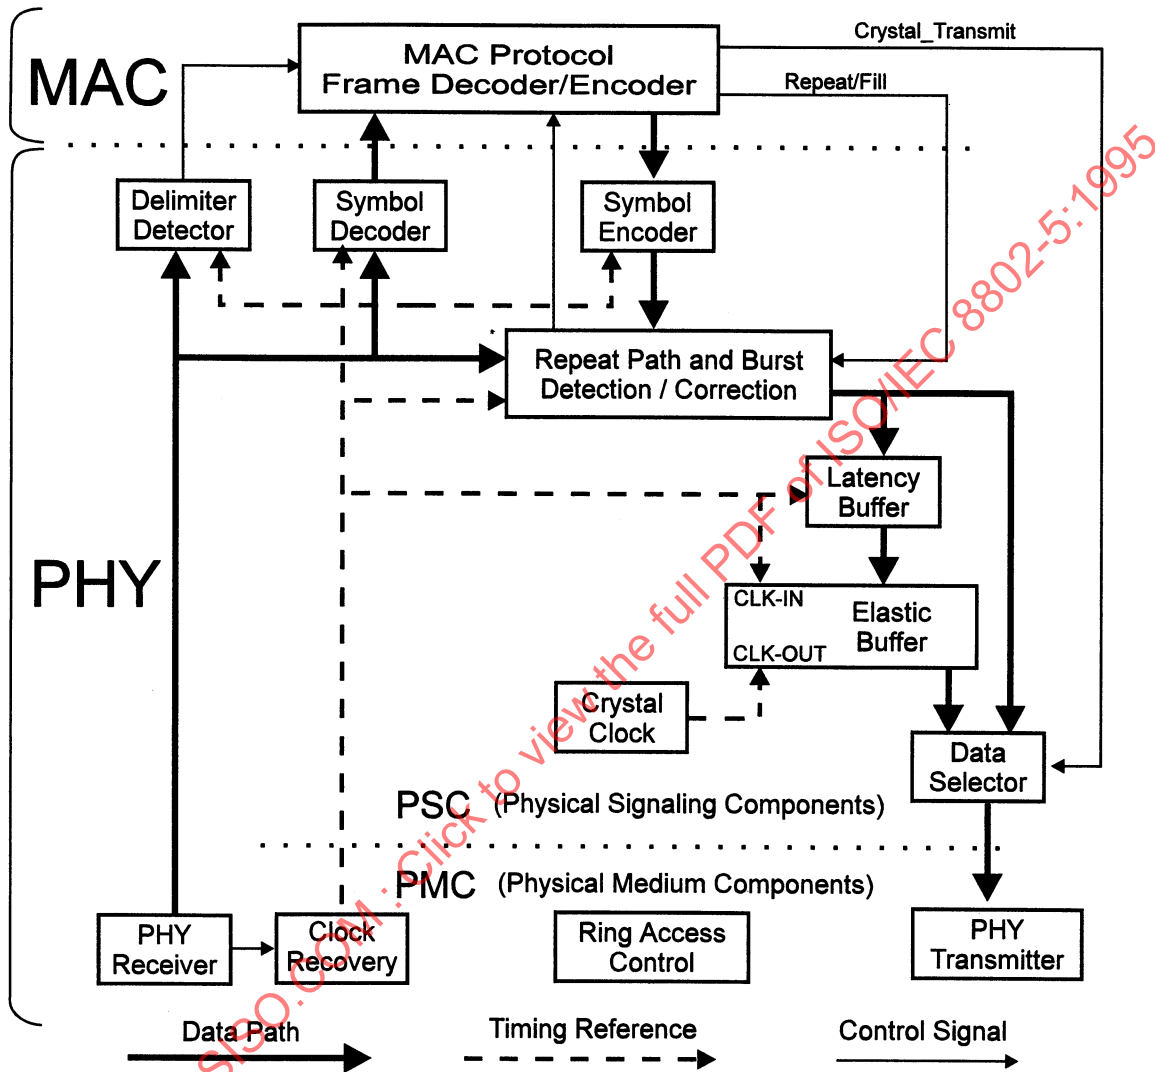 Crystal_Transmit
MAC Protocol
Frame Decoder/Encoder
Repeat/Fill
MAC
Delimiter
Detector
Symbol
Decoder
Symbol
Encoder
Repeat Path and Burst
Detection / Correction
Latency
Buffer
PHY
CLK-IN
Elastic
Buffer
CLK-OUT
Crystal
Clock
Data
Selector
PSC (Physical Signaling Components)
PMC (Physical Medium Components)
PHY
Receiver
Clock
Recovery
Ring Access
Control
PHY
Transmitter
Data Path
Timing Reference
Control Signal
SISO.COM : Click to view the full PDF of ISO/IEC 8802-5:1995